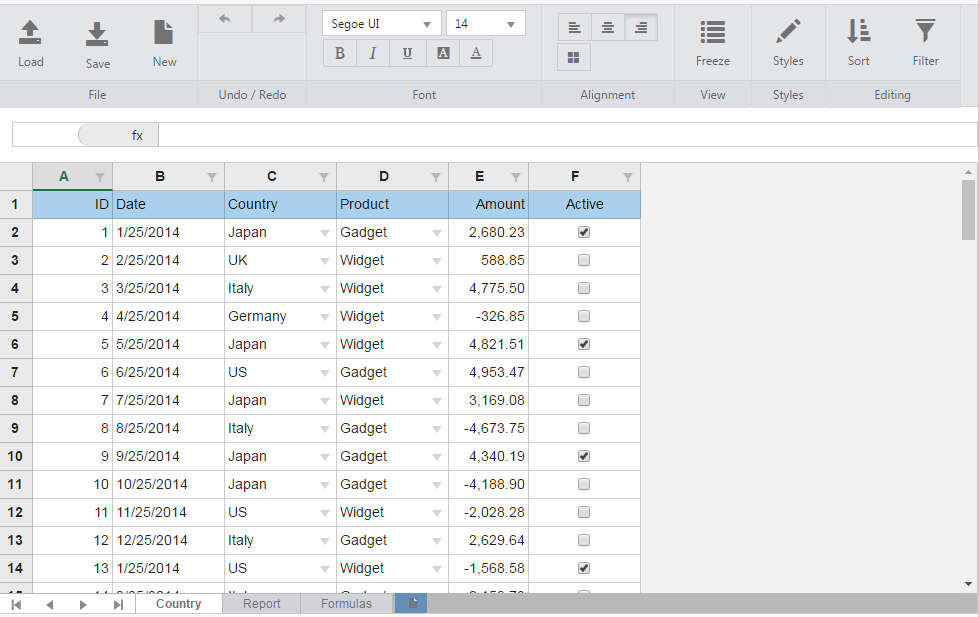 Segoe UI 14
B I U A A
Load Save New Freeze Styles Sort Filter
File Undo / Redo Font Alignment View Styles Editing
fx
A B C D E F
1 ID Date Country Product Amount Active
2 1 1/25/2014 Japan Gadget 2,680.23
3 2 2/25/2014 UK Widget 588.85
4 3 3/25/2014 Italy Widget 4,775.50
5 4 4/25/2014 Germany Widget -326.85
6 5 5/25/2014 Japan Widget 4,821.51
7 6 6/25/2014 US Gadget 4,953.47
8 7 7/25/2014 Japan Widget 3,169.08
9 8 8/25/2014 Italy Gadget -4,673.75
10 9 9/25/2014 Japan Gadget 4,340.19
11 10 10/25/2014 Japan Gadget -4,188.90
12 11 11/25/2014 US Widget -2,028.28
13 12 12/25/2014 Italy Gadget 2,629.64
14 13 1/25/2014 US Widget -1,568.58
Country Report Formulas